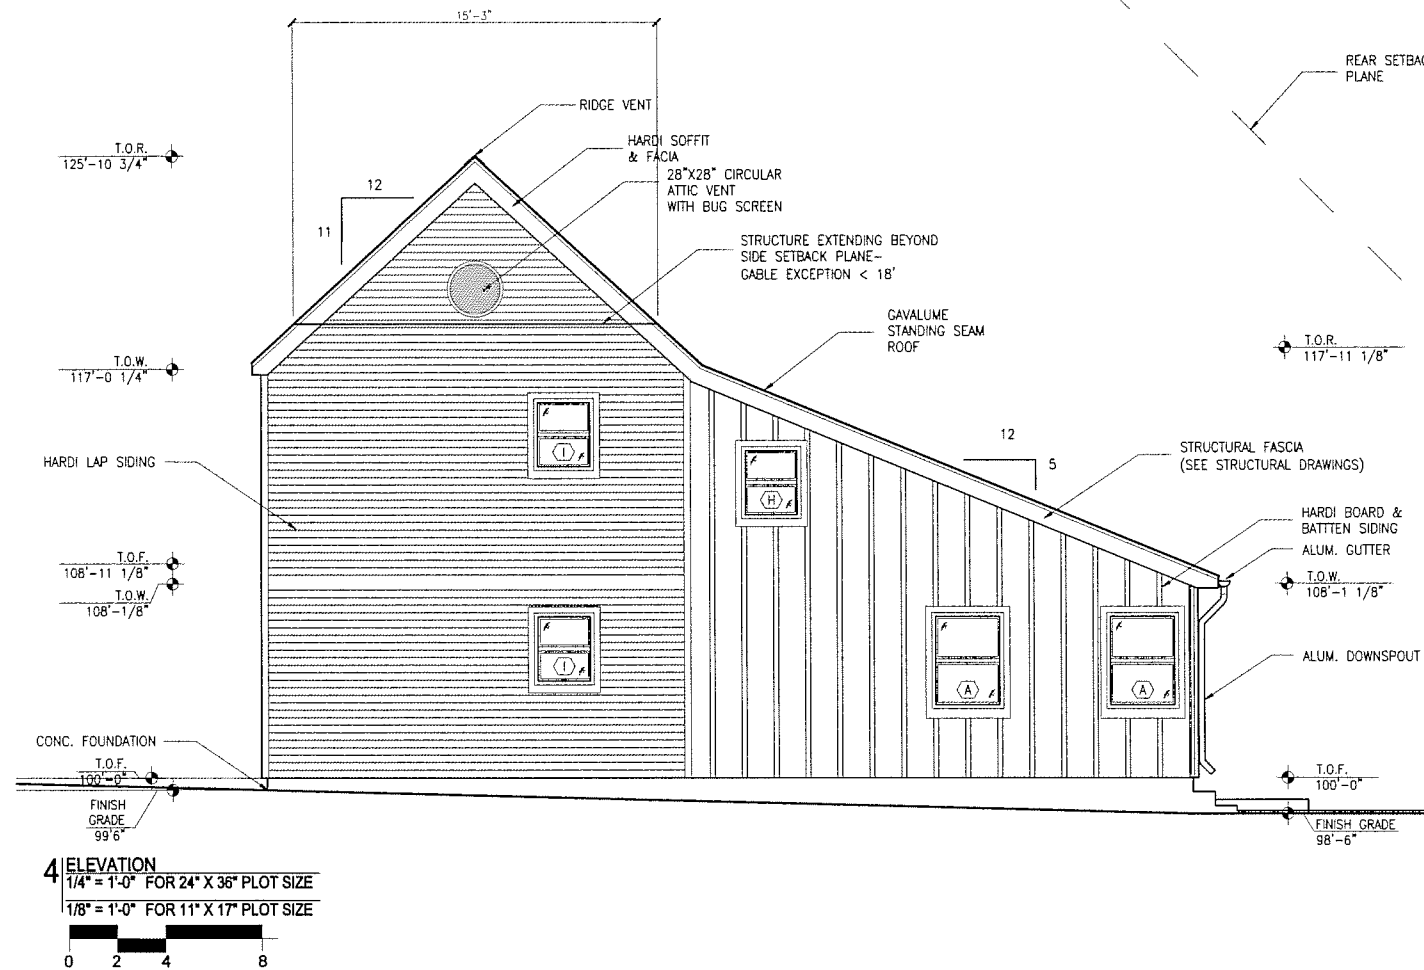 15'-3"
REAR SETBAC
PLANE
RIDGE VENT
T.O.R.
125'-10 3/4"
HARDI SOFFIT
& FACIA
28"X28" CIRCULAR
ATTIC VENT
WITH BUG SCREEN
12
11
STRUCTURE EXTENDING BEYOND
SIDE SETBACK PLANE-
GABLE EXCEPTION < 18'
GAVALUME
STANDING SEAM
ROOF
T.O.R.
117'-11 1/8"
T.O.W.
117'-0 1/4"
I
12
5
HARDI LAP SIDING
STRUCTURAL FASCIA
(SEE STRUCTURAL DRAWINGS)
H
HARDI BOARD &
BATTTEN SIDING
ALUM. GUTTER
T.O.F.
108'-11 1/8"
T.O.W.
108'-1/8"
T.O.W.
108'-1 1/8"
I
A
A
ALUM. DOWNSPOUT
CONC. FOUNDATION
T.O.F.
100'-0"
T.O.F.
100'-0"
FINISH
GRADE
99'6"
FINISH GRADE
98'-6"
4 ELEVATION
1/4" = 1'-0" FOR 24" X 36" PLOT SIZE
1/8" = 1'-0" FOR 11" X 17" PLOT SIZE
0 2 4 8